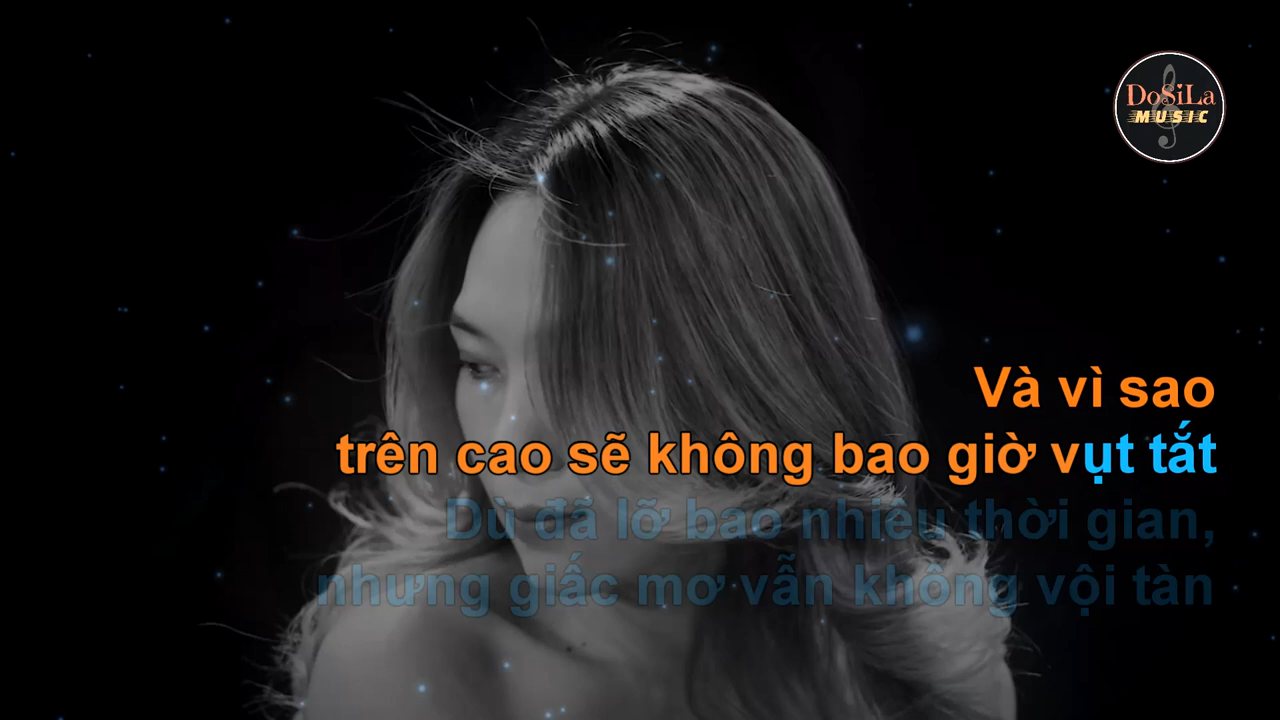 DoSiLa
MUSIC
Và vì sao
trên cao sẽ không bao giờ vụt tắt
Dù đã lỡ bao nhiêu thời gian,
nhưng giấc mơ vẫn không vội tàn